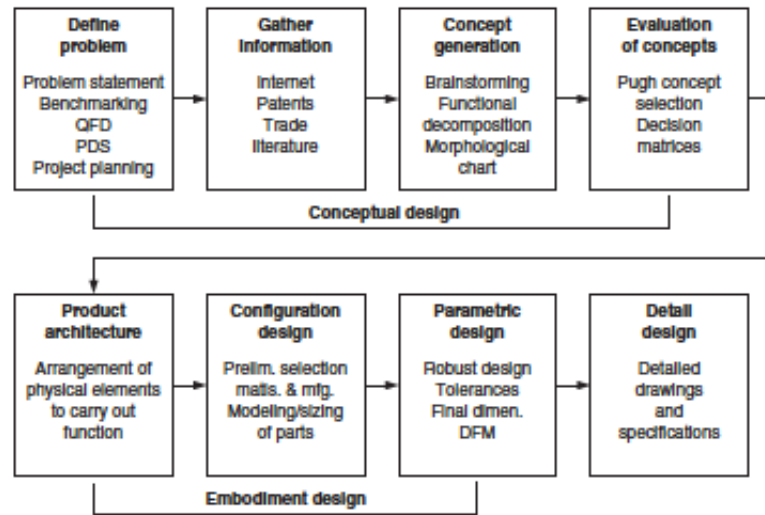 Define
problem
Problem statement
Benchmarking
QFD
PDS
Project planning
Gather
Information
Internet
Patents
Trade
literature
Concept
generation
Brainstorming
Functional
decomposition
Morphological
chart
Evaluation
of concepts
Pugh concept
selection
Decision
matrices
Conceptual design
Product
architecture
Arrangement of
physical elements
to carry out
function
Configuration
design
Prelim. selection
matls. & mfg.
Modeling/sizing
of parts
Parametric
design
Robust design
Tolerances
Final dimen.
DFM
Detail
design
Detailed
drawings
and
specifications
Embodiment design